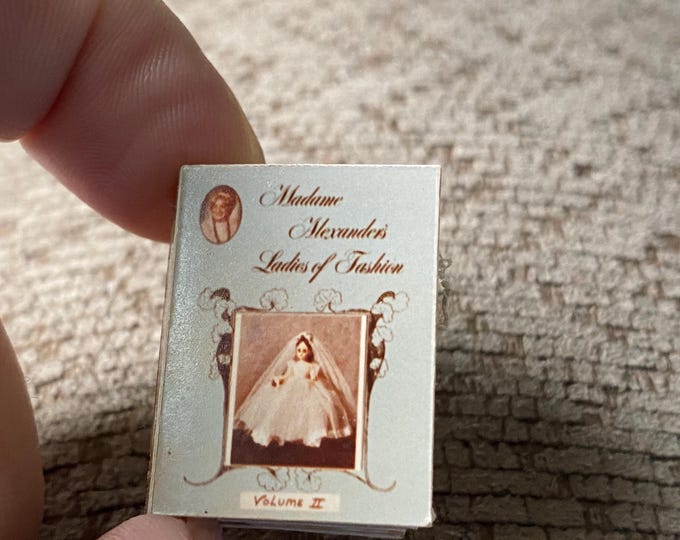 Madame
Alexander's
Ladies of Fashion
VOLUME II